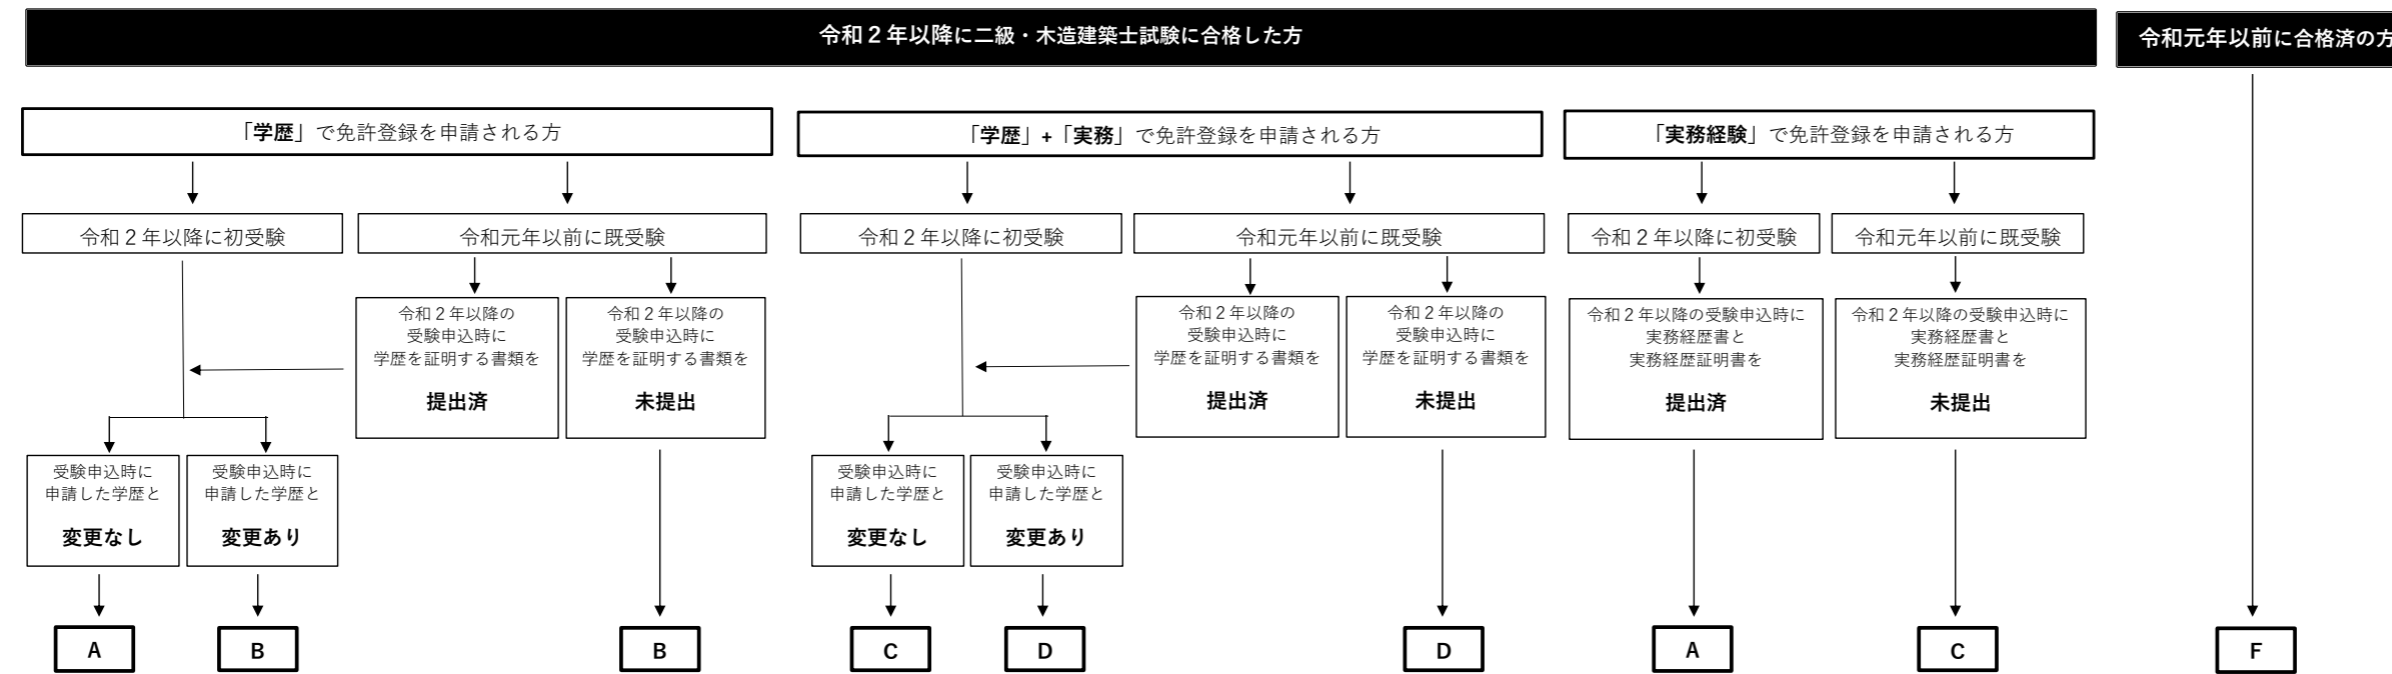 令和２年以降に二級・木造建築士試験に合格した方
令和元年以前に合格済の方
「学歴」で免許登録を申請される方
「学歴」+「実務」で免許登録を申請される方
「実務経験」で免許登録を申請される方
令和２年以降に初受験
令和元年以前に既受験
令和２年以降に初受験
令和元年以前に既受験
令和２年以降に初受験
令和元年以前に既受験
令和２年以降の
受験申込時に
学歴を証明する書類を
提出済
令和２年以降の
受験申込時に
学歴を証明する書類を
未提出
令和２年以降の
受験申込時に
学歴を証明する書類を
提出済
令和２年以降の
受験申込時に
学歴を証明する書類を
未提出
令和２年以降の受験申込時に
実務経歴書と
実務経歴証明書を
提出済
令和２年以降の受験申込時に
実務経歴書と
実務経歴証明書を
未提出
受験申込時に
申請した学歴と
変更なし
受験申込時に
申請した学歴と
変更あり
受験申込時に
申請した学歴と
変更なし
受験申込時に
申請した学歴と
変更あり
A
B
B
C
D
D
A
C
F